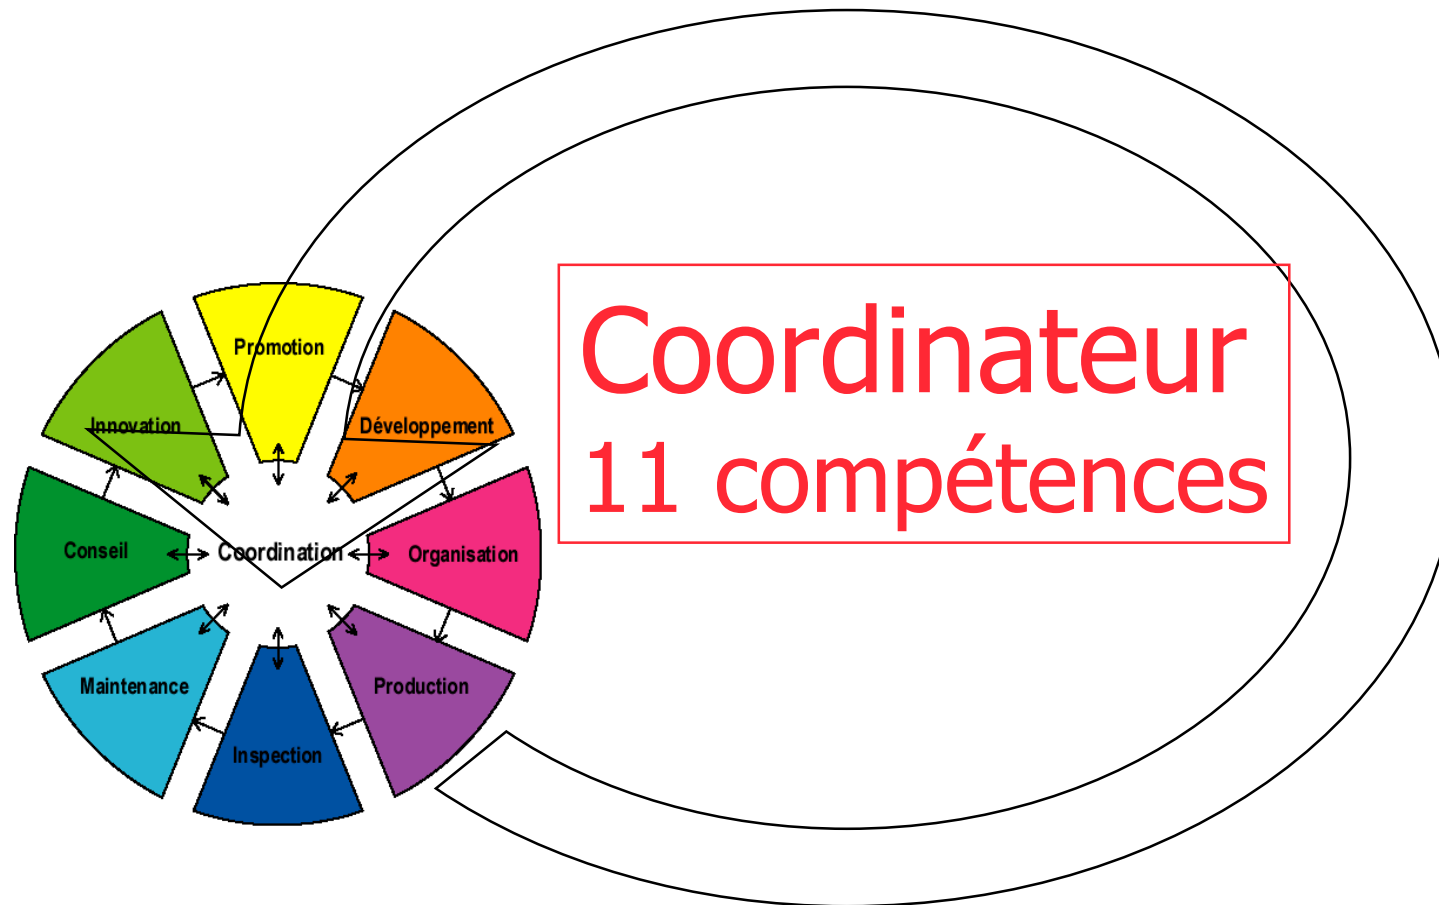 Promotion
Innovation
Développement
Coordinateur
11 compétences
Conseil
Coordination
Organisation
Maintenance
Production
Inspection